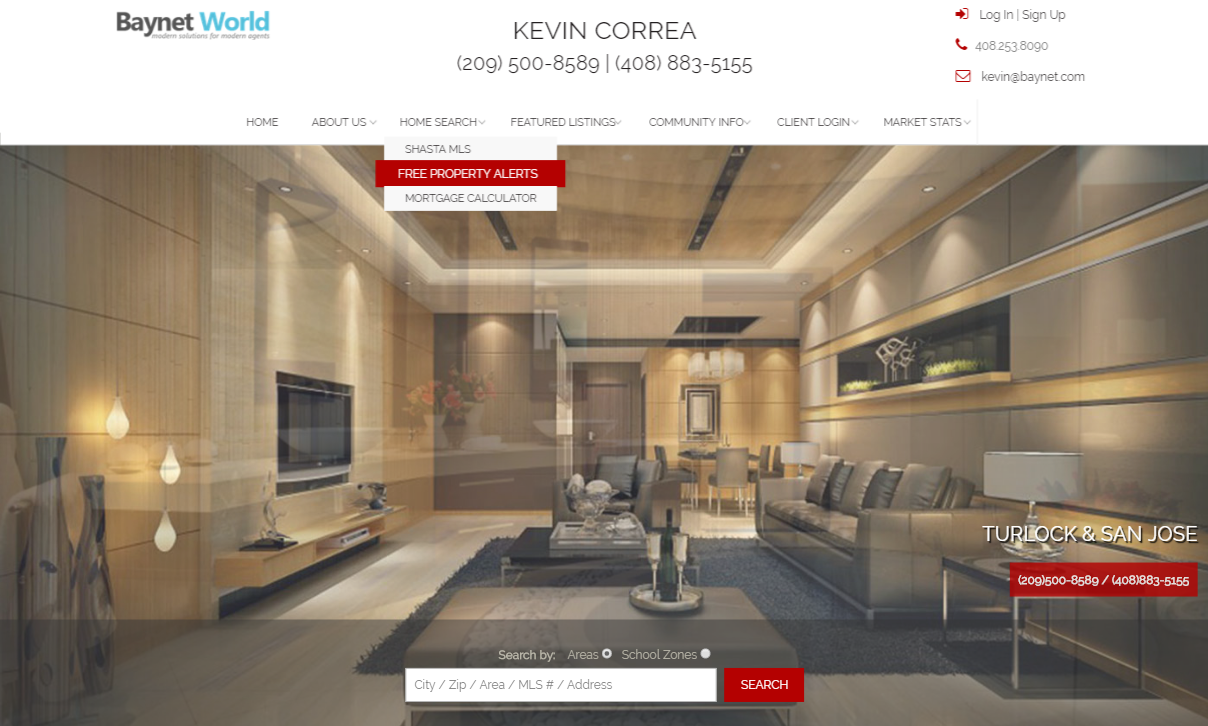 Baynet World
modern solutions for modern agents
KEVIN CORREA
(209) 500-8589 | (408) 883-5155
Log In | Sign Up
408.253.8090
kevin@baynet.com
HOME ABOUT US HOME SEARCH FEATURED LISTINGS COMMUNITY INFO CLIENT LOGIN MARKET STATS
SHASTA MLS
FREE PROPERTY ALERTS
MORTGAGE CALCULATOR
TURLOCK & SAN JOSE
(209)500-8589 / (408)883-5155
Search by: Areas School Zones
City / Zip / Area / MLS # / Address
SEARCH